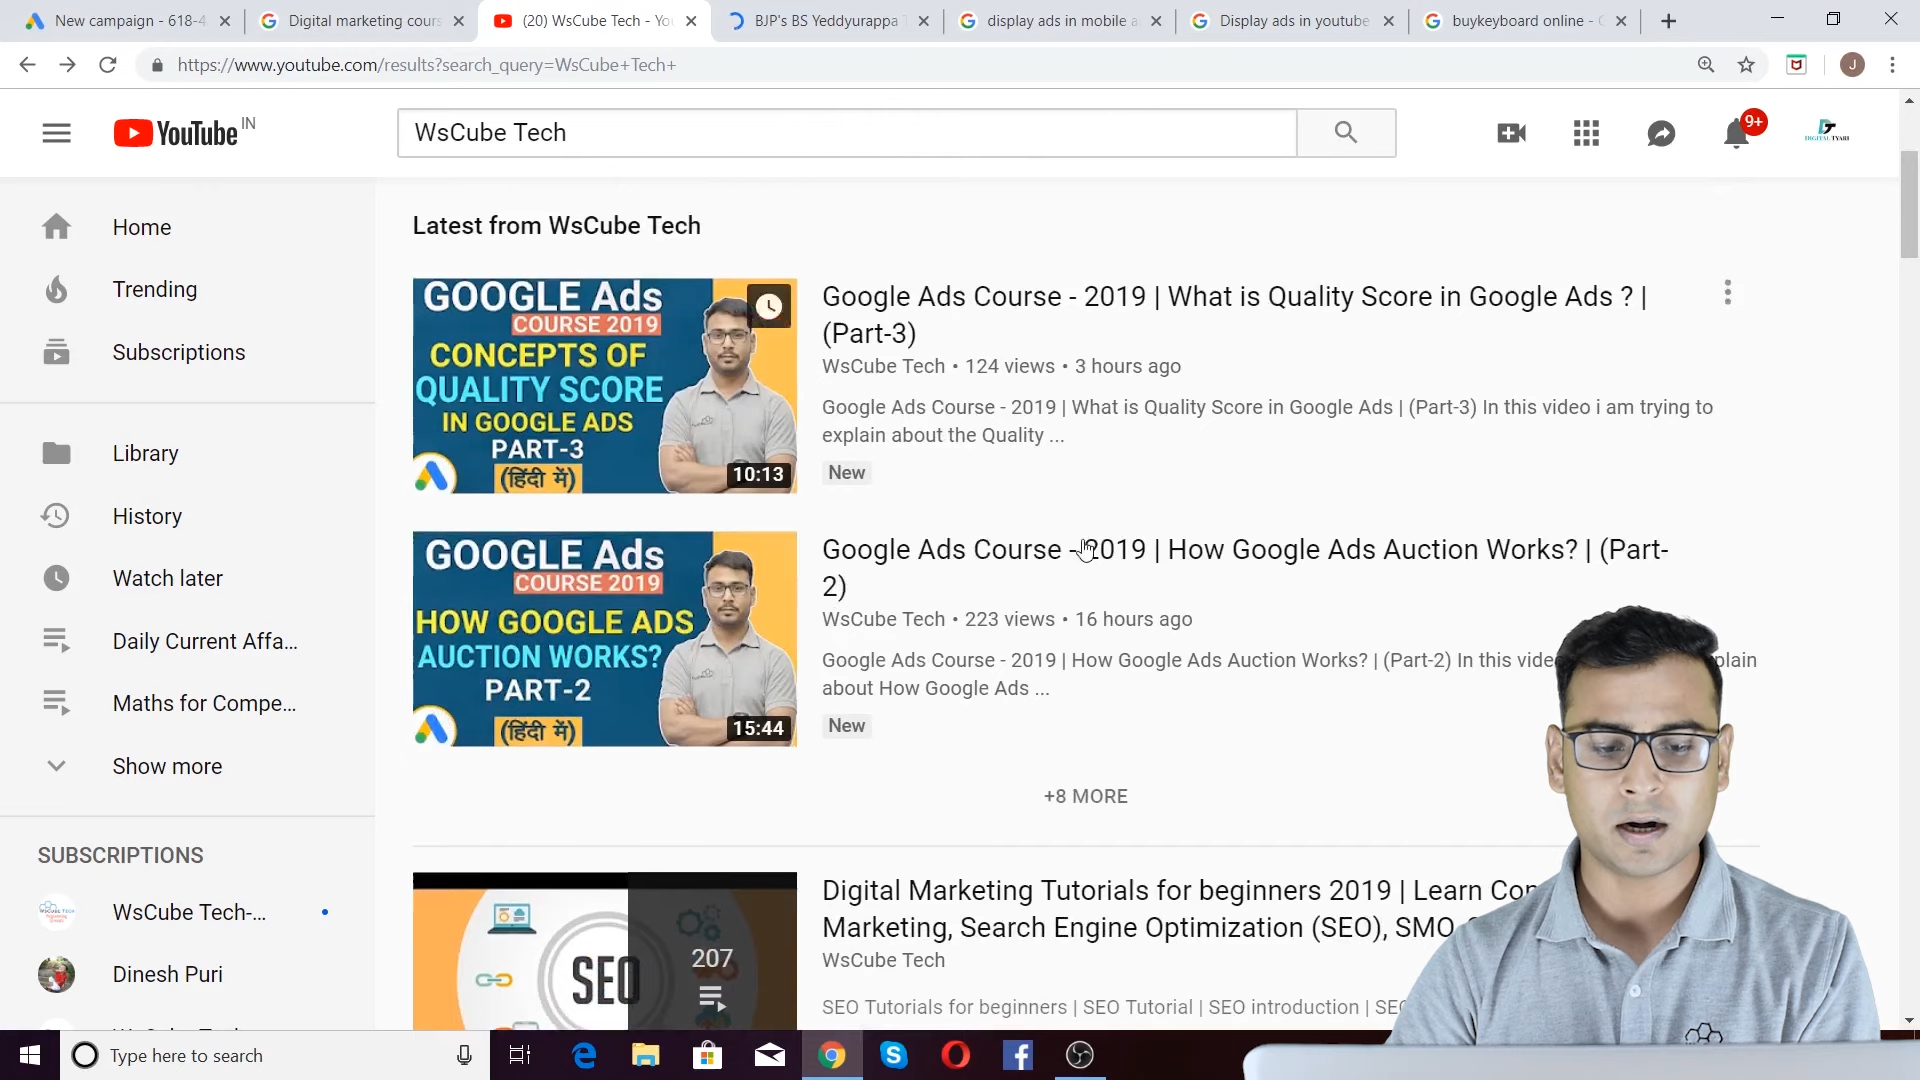 New campaign - 618-4
Digital marketing cours
(20) WsCube Tech - You
BJP's BS Yeddyurappa T
display ads in mobile a
Display ads in youtube
buykeyboard online - G
https://www.youtube.com/results?search_query=WsCube+Tech+
J
YouTube IN
WsCube Tech
9+
DIGITAL TYARI
Home
Trending
Subscriptions
Library
History
Watch later
Daily Current Affa...
Maths for Compe...
Show more
SUBSCRIPTIONS
WsCube Tech-...
Dinesh Puri
Latest from WsCube Tech
GOOGLE Ads
COURSE 2019
CONCEPTS OF
QUALITY SCORE
IN GOOGLE ADS
PART-3
(हिंदी में)
10:13
Google Ads Course - 2019 | What is Quality Score in Google Ads ? |
(Part-3)
WsCube Tech • 124 views • 3 hours ago
Google Ads Course - 2019 | What is Quality Score in Google Ads | (Part-3) In this video i am trying to
explain about the Quality ...
New
GOOGLE Ads
COURSE 2019
HOW GOOGLE ADS
AUCTION WORKS?
PART-2
(हिंदी में)
15:44
Google Ads Course - 2019 | How Google Ads Auction Works? | (Part-
2)
WsCube Tech • 223 views • 16 hours ago
Google Ads Course - 2019 | How Google Ads Auction Works? | (Part-2) In this vide plain
about How Google Ads ...
New
+8 MORE
SEO
207
Digital Marketing Tutorials for beginners 2019 | Learn Con
Marketing, Search Engine Optimization (SEO), SMO
WsCube Tech
SEO Tutorials for beginners | SEO Tutorial | SEO introduction | SEO
Type here to search